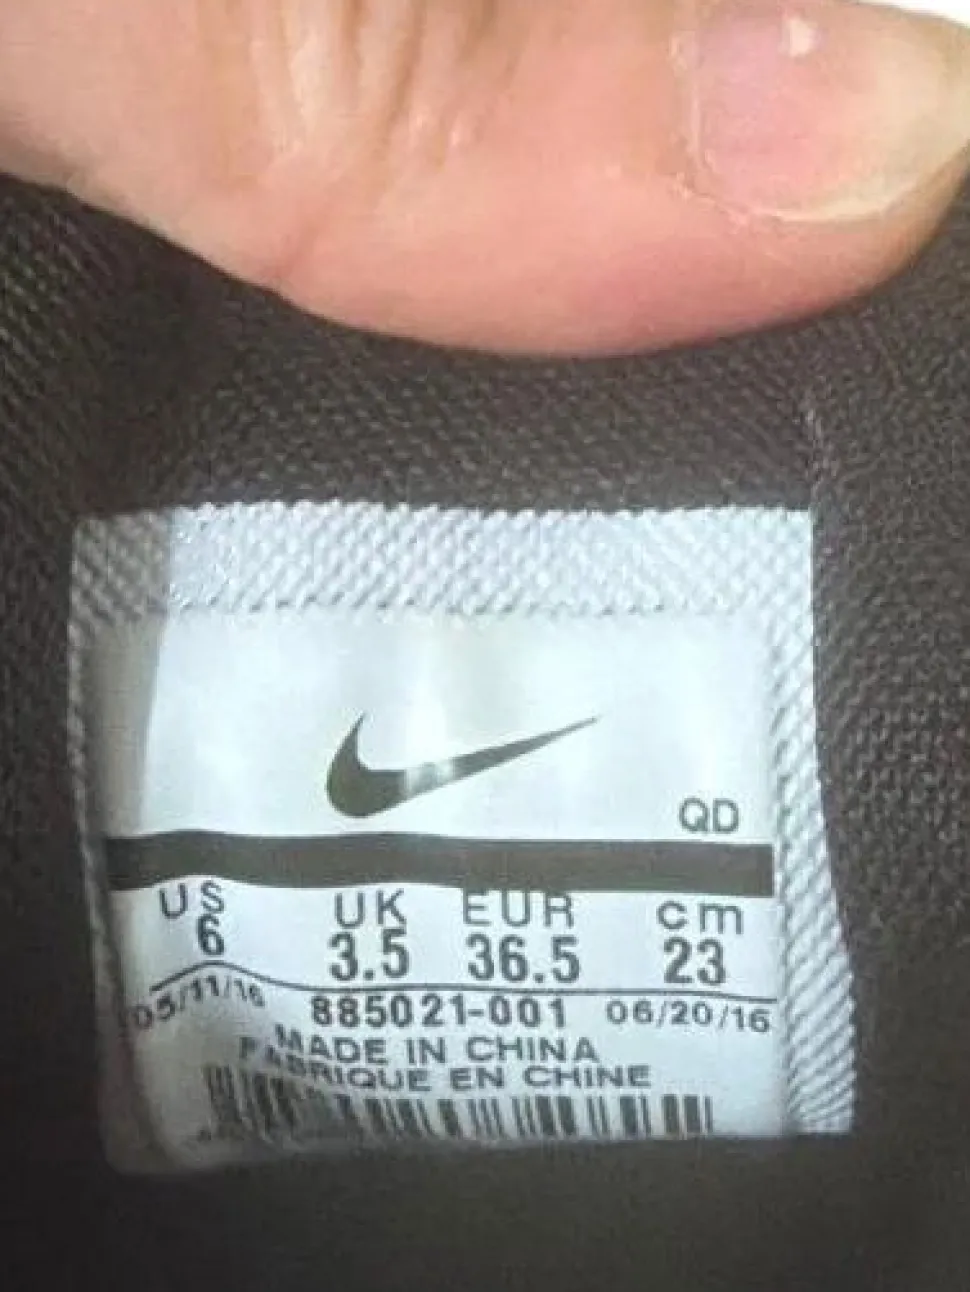 QD
US UK EUR cm
6 3.5 36.5 23
05/11/16 885021-001 06/20/16
MADE IN CHINA
FABRIQUE EN CHINE